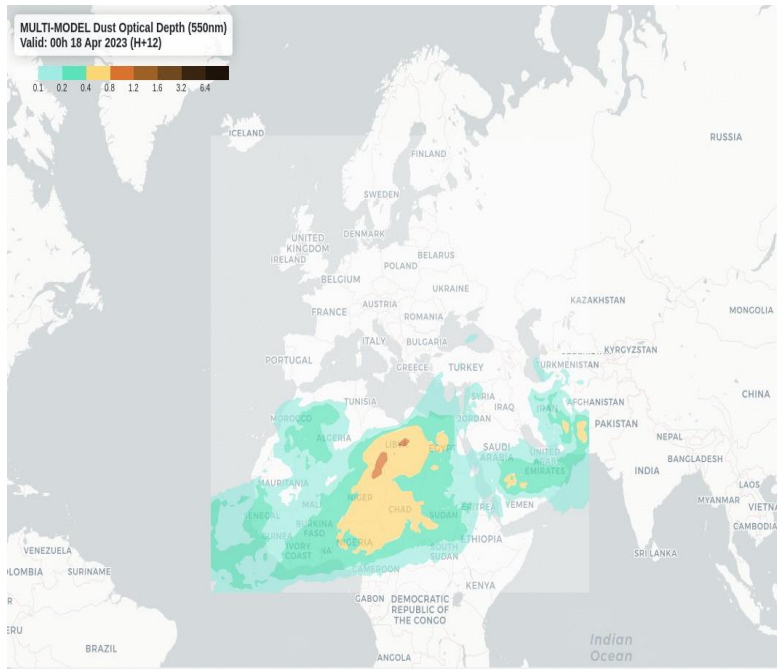 MULTI-MODEL Dust Optical Depth (550nm)
Valid: 00h 18 Apr 2023 (H+12)
0.1 0.2 0.4 0.8 1.2 1.6 3.2 6.4
ICELAND
RUSSIA
FINLAND
SWEDEN
DENMARK
UNITED
KINGDOM
IRELAND
BELARUS
POLAND
BELGIUM
UKRAINE
KAZAKHSTAN
AUSTRIA
FRANCE
ROMANIA
MONGOLIA
ITALY
BULGARIA
KYRGYZSTAN
PORTUGAL
GREECE
TURKEY
TURKMENISTAN
CHINA
SYRIA
TUNISIA
IRAQ
IRAN
AFGHANISTAN
MOROCCO
JORDAN
PAKISTAN
ALGERIA
LIBYA
EGYPT
SAUDI
ARABIA
NEPAL
UNITED
ARAB
EMIRATES
BANGLADESH
INDIA
MAURITANIA
LAOS
NIGER
MYANMAR
MALI
YEMEN
VIETNA
CHAD
ERITREA
SENEGAL
SUDAN
BURKINA
FASO
CAMBODIA
GUINEA
NIGERIA
ETHIOPIA
IVORY
COAST
NA
SOUTH
SUDAN
SRI LANKA
VENEZUELA
CAMEROON
OLOMBIA
SURINAME
KENYA
GABON
DEMOCRATIC
REPUBLIC OF
THE CONGO
ERU
BRAZIL
ANGOLA
Indian
Ocean